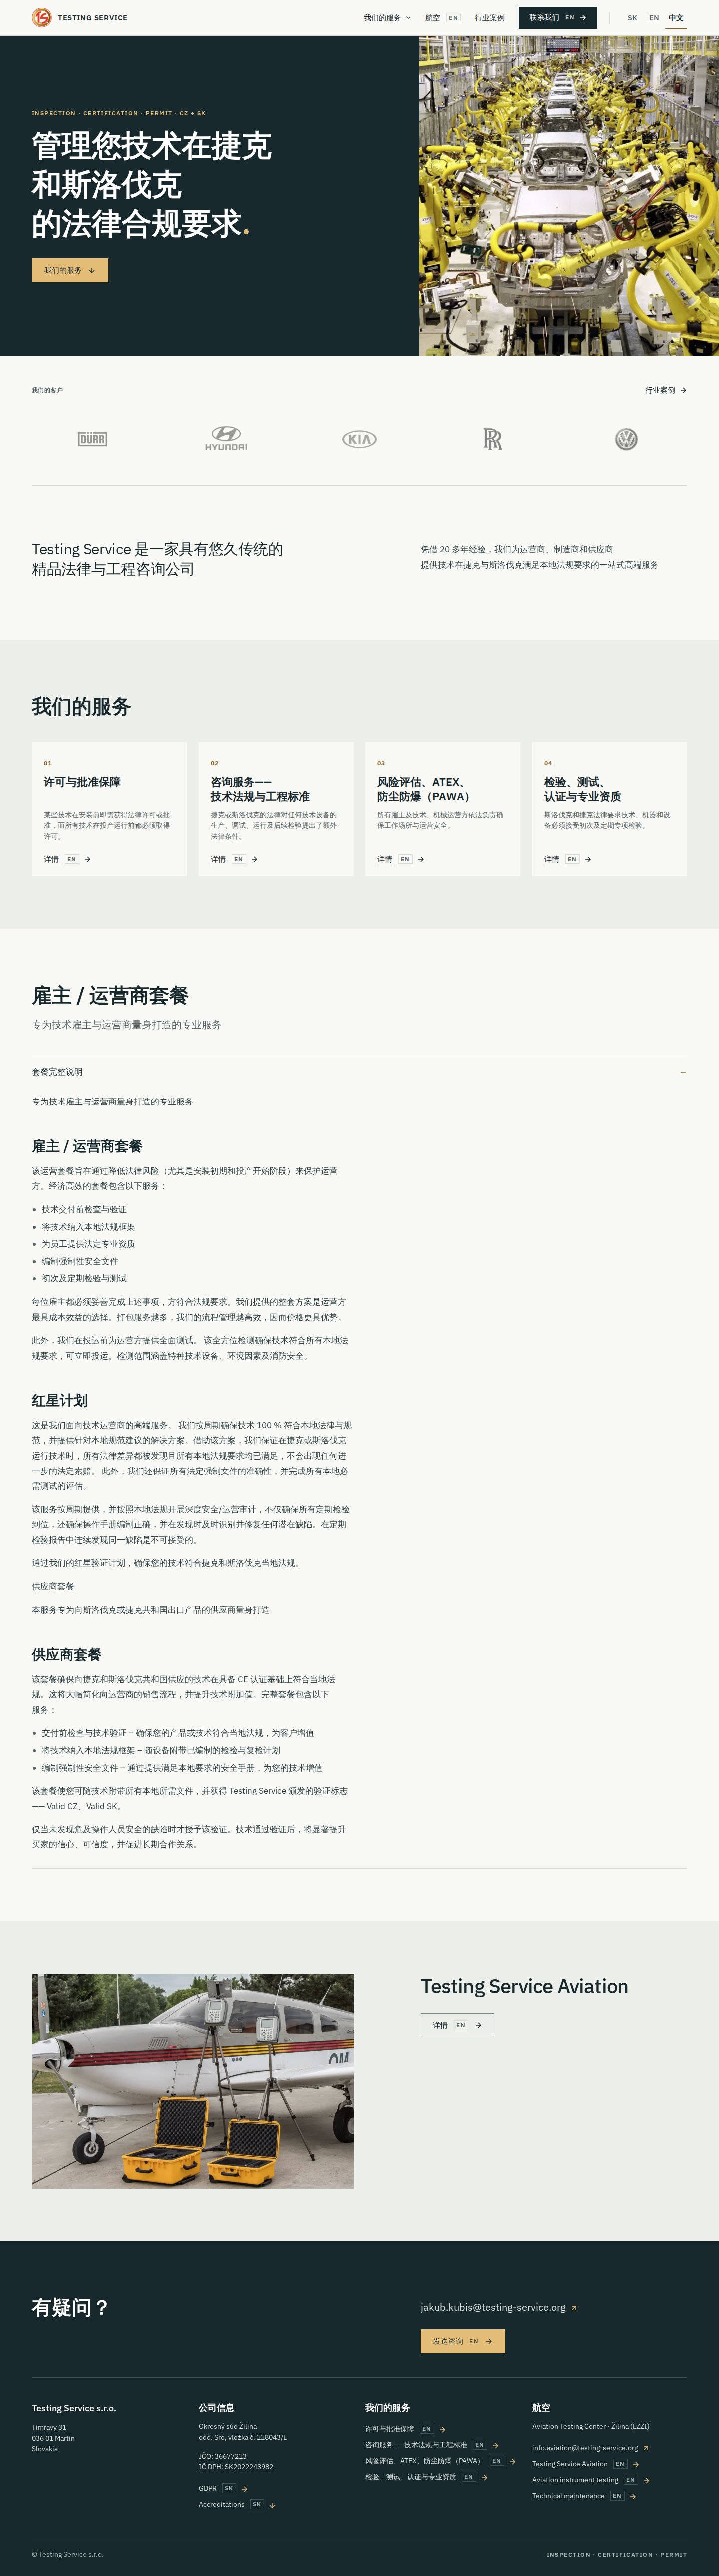 TESTING SERVICE
我们的服务
航空 EN
行业案例
联系我们 EN
SK EN 中文
INSPECTION · CERTIFICATION · PERMIT · CZ + SK
管理您技术在捷克
和斯洛伐克
的法律合规要求.
我们的服务
我们的客户
行业案例
DÜRR
HYUNDAI
KIA
Testing Service 是一家具有悠久传统的
精品法律与工程咨询公司
凭借 20 多年经验，我们为运营商、制造商和供应商
提供技术在捷克与斯洛伐克满足本地法规要求的一站式高端服务
我们的服务
01
许可与批准保障
某些技术在安装前即需获得法律许可或批
准，而所有技术在投产运行前都必须取得
许可。
详情 EN
02
咨询服务——
技术法规与工程标准
捷克或斯洛伐克的法律对任何技术设备的
生产、调试、运行及后续检验提出了额外
法律条件。
详情 EN
03
风险评估、ATEX、
防尘防爆（PAWA）
所有雇主及技术、机械运营方依法负责确
保工作场所与运营安全。
详情 EN
04
检验、测试、
认证与专业资质
斯洛伐克和捷克法律要求技术、机器和设
备必须接受初次及定期专项检验。
详情 EN
雇主 / 运营商套餐
专为技术雇主与运营商量身打造的专业服务
套餐完整说明
专为技术雇主与运营商量身打造的专业服务
雇主 / 运营商套餐
该运营套餐旨在通过降低法律风险（尤其是安装初期和投产开始阶段）来保护运营
方。经济高效的套餐包含以下服务：
技术交付前检查与验证
将技术纳入本地法规框架
为员工提供法定专业资质
编制强制性安全文件
初次及定期检验与测试
每位雇主都必须妥善完成上述事项，方符合法规要求。我们提供的整套方案是运营方
最具成本效益的选择。打包服务越多，我们的流程管理越高效，因而价格更具优势。
此外，我们在投运前为运营方提供全面测试。 该全方位检测确保技术符合所有本地法
规要求，可立即投运。检测范围涵盖特种技术设备、环境因素及消防安全。
红星计划
这是我们面向技术运营商的高端服务。 我们按周期确保技术 100 % 符合本地法律与规
范，并提供针对本地规范建议的解决方案。借助该方案，我们保证在捷克或斯洛伐克
运行技术时，所有法律差异都被发现且所有本地法规要求均已满足，不会出现任何进
一步的法定索赔。 此外，我们还保证所有法定强制文件的准确性，并完成所有本地必
需测试的评估。
该服务按周期提供，并按照本地法规开展深度安全/运营审计，不仅确保所有定期检验
到位，还确保操作手册编制正确，并在发现时及时识别并修复任何潜在缺陷。在定期
检验报告中连续发现同一缺陷是不可接受的。
通过我们的红星验证计划，确保您的技术符合捷克和斯洛伐克当地法规。
供应商套餐
本服务专为向斯洛伐克或捷克共和国出口产品的供应商量身打造
供应商套餐
该套餐确保向捷克和斯洛伐克共和国供应的技术在具备 CE 认证基础上符合当地法
规。这将大幅简化向运营商的销售流程，并提升技术附加值。完整套餐包含以下
服务：
交付前检查与技术验证 – 确保您的产品或技术符合当地法规，为客户增值
将技术纳入本地法规框架 – 随设备附带已编制的检验与复检计划
编制强制性安全文件 – 通过提供满足本地要求的安全手册，为您的技术增值
该套餐使您可随技术附带所有本地所需文件，并获得 Testing Service 颁发的验证标志
—— Valid CZ、Valid SK。
仅当未发现危及操作人员安全的缺陷时才授予该验证。技术通过验证后，将显著提升
买家的信心、可信度，并促进长期合作关系。
Testing Service Aviation
详情 EN
有疑问？
jakub.kubis@testing-service.org
发送咨询 EN
Testing Service s.r.o.
Timravy 31
036 01 Martin
Slovakia
公司信息
Okresný súd Žilina
odd. Sro, vložka č. 118043/L
IČO: 36677213
IČ DPH: SK2022243982
GDPR SK
Accreditations SK
我们的服务
许可与批准保障 EN
咨询服务——技术法规与工程标准 EN
风险评估、ATEX、防尘防爆（PAWA） EN
检验、测试、认证与专业资质 EN
航空
Aviation Testing Center · Žilina (LZZI)
info.aviation@testing-service.org
Testing Service Aviation EN
Aviation instrument testing EN
Technical maintenance EN
© Testing Service s.r.o.
INSPECTION · CERTIFICATION · PERMIT